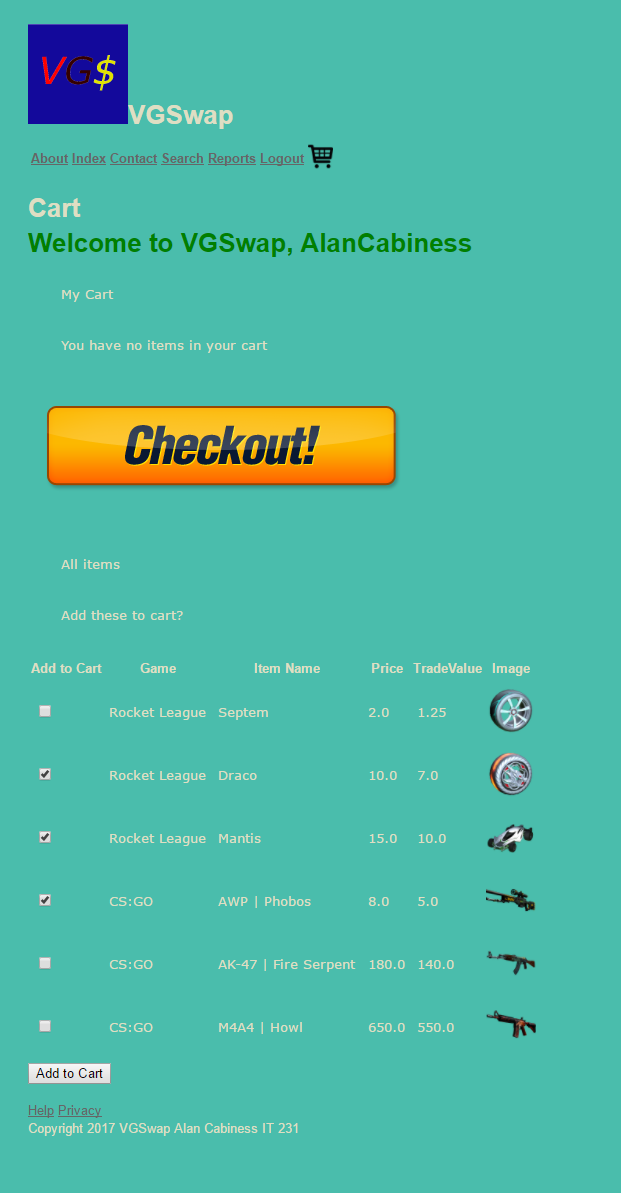 VG$
VGSwap
About Index Contact Search Reports Logout
Cart
Welcome to VGSwap, AlanCabiness
My Cart
You have no items in your cart
Checkout!
All items
Add these to cart?
Add to Cart Game Item Name Price TradeValue Image
Rocket League Septem 2.0 1.25
Rocket League Draco 10.0 7.0
Rocket League Mantis 15.0 10.0
CS:GO AWP | Phobos 8.0 5.0
CS:GO AK-47 | Fire Serpent 180.0 140.0
CS:GO M4A4 | Howl 650.0 550.0
Add to Cart
Help Privacy
Copyright 2017 VGSwap Alan Cabiness IT 231